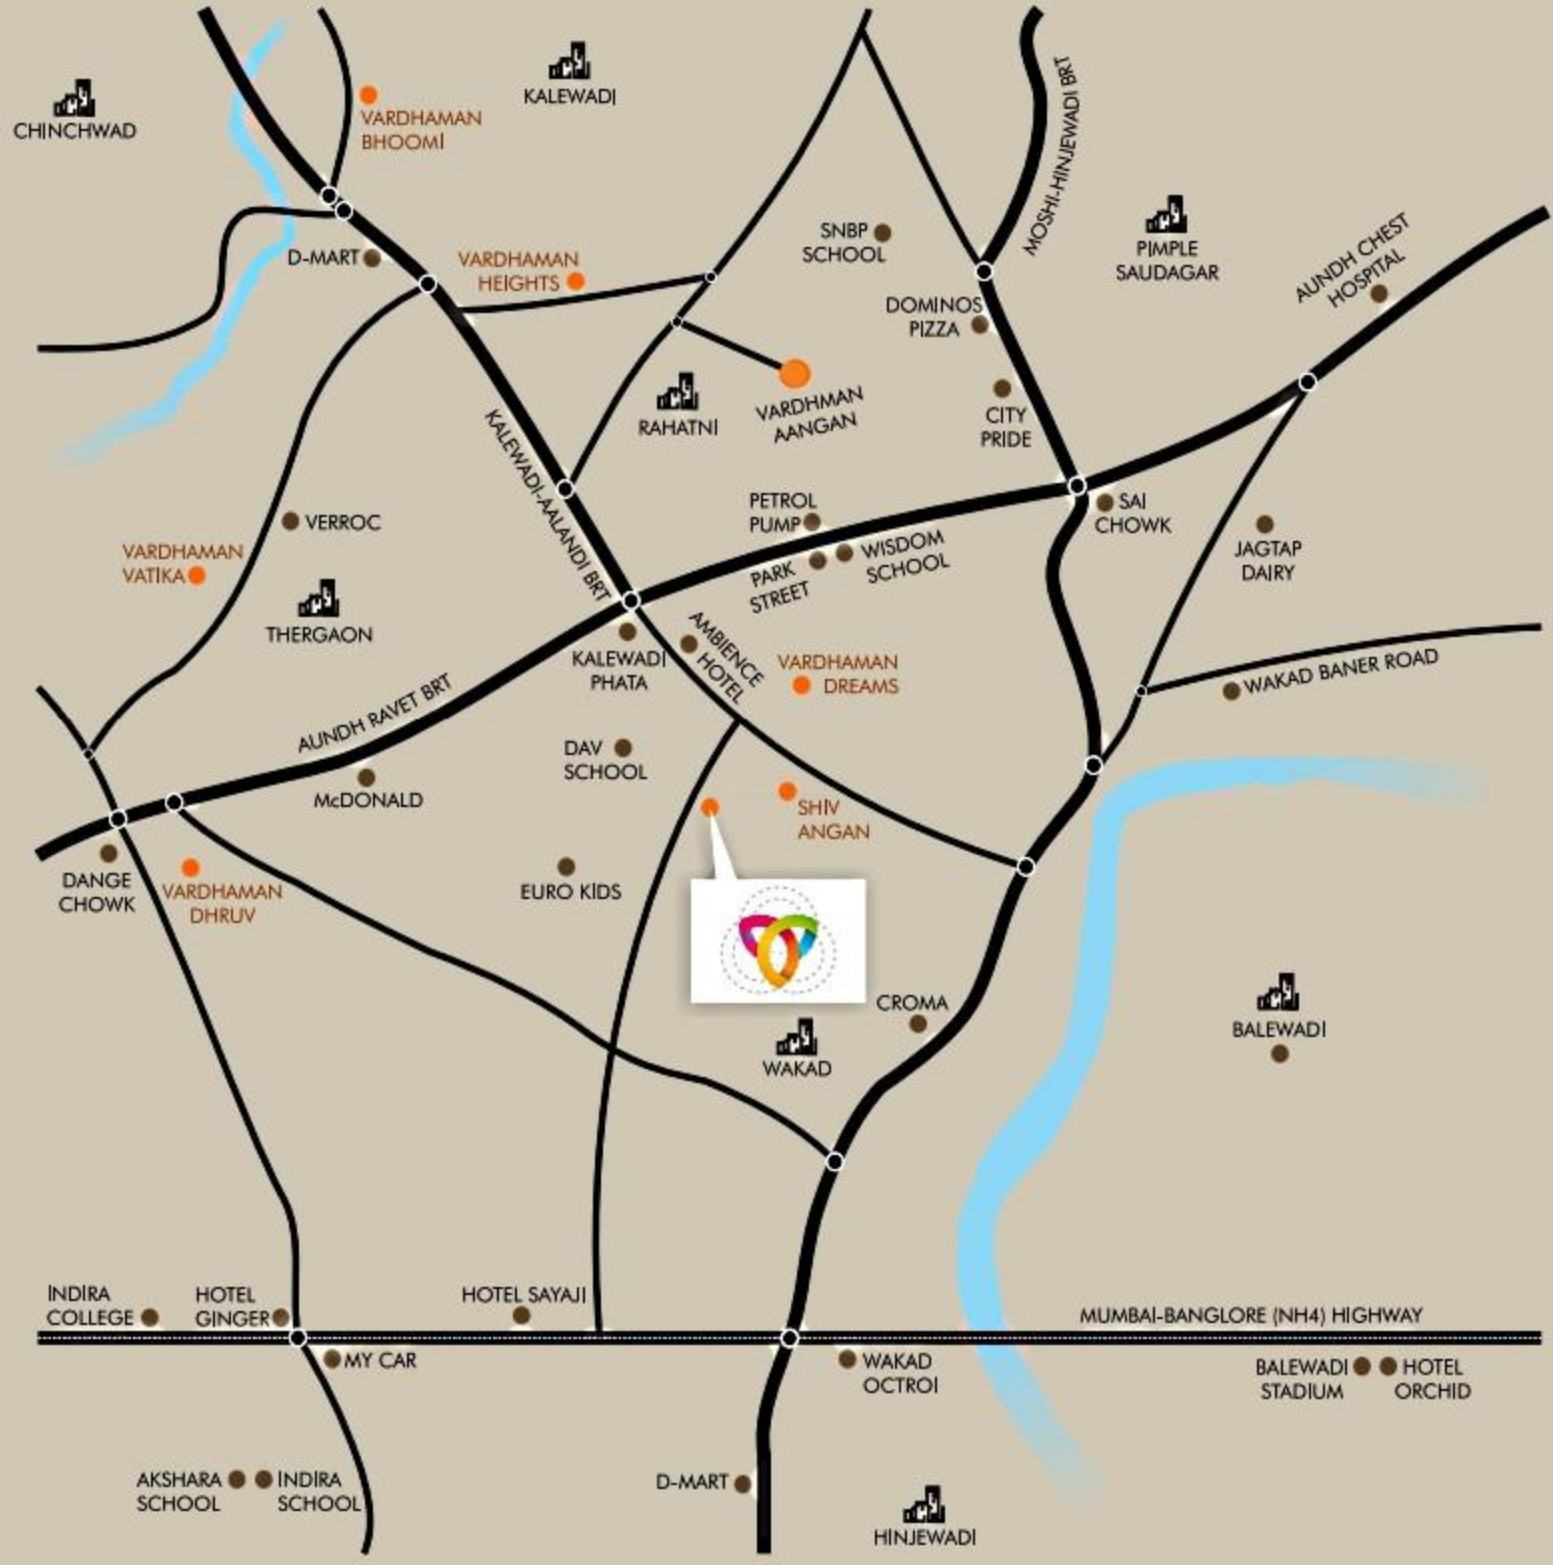 CHINCHWAD
VARDHAMAN
BHOOMI
KALEWADI
MOSHI-HINJEWADI BRT
D-MART
VARDHAMAN
HEIGHTS
SNBP
SCHOOL
PIMPLE
SAUDAGAR
AUNDH CHEST
HOSPITAL
DOMINOS
PIZZA
RAHATNI
VARDHMAN
AANGAN
CITY
PRIDE
KALEWADI-AALANDI BRT
VERROC
PETROL
PUMP
SAI
CHOWK
VARDHAMAN
VATIKA
PARK
STREET
WISDOM
SCHOOL
JAGTAP
DAIRY
THERGAON
KALEWADI
PHATA
AMBIENCE
HOTEL
VARDHAMAN
DREAMS
WAKAD BANER ROAD
AUNDH RAVET BRT
DAV
SCHOOL
McDONALD
SHIV
ANGAN
DANGE
CHOWK
VARDHAMAN
DHRUV
EURO KIDS
CROMA
WAKAD
BALEWADI
INDIRA
COLLEGE
HOTEL
GINGER
HOTEL SAYAJI
MUMBAI-BANGLORE (NH4) HIGHWAY
MY CAR
WAKAD
OCTROI
BALEWADI
STADIUM
HOTEL
ORCHID
AKSHARA
SCHOOL
INDIRA
SCHOOL
D-MART
HINJEWADI